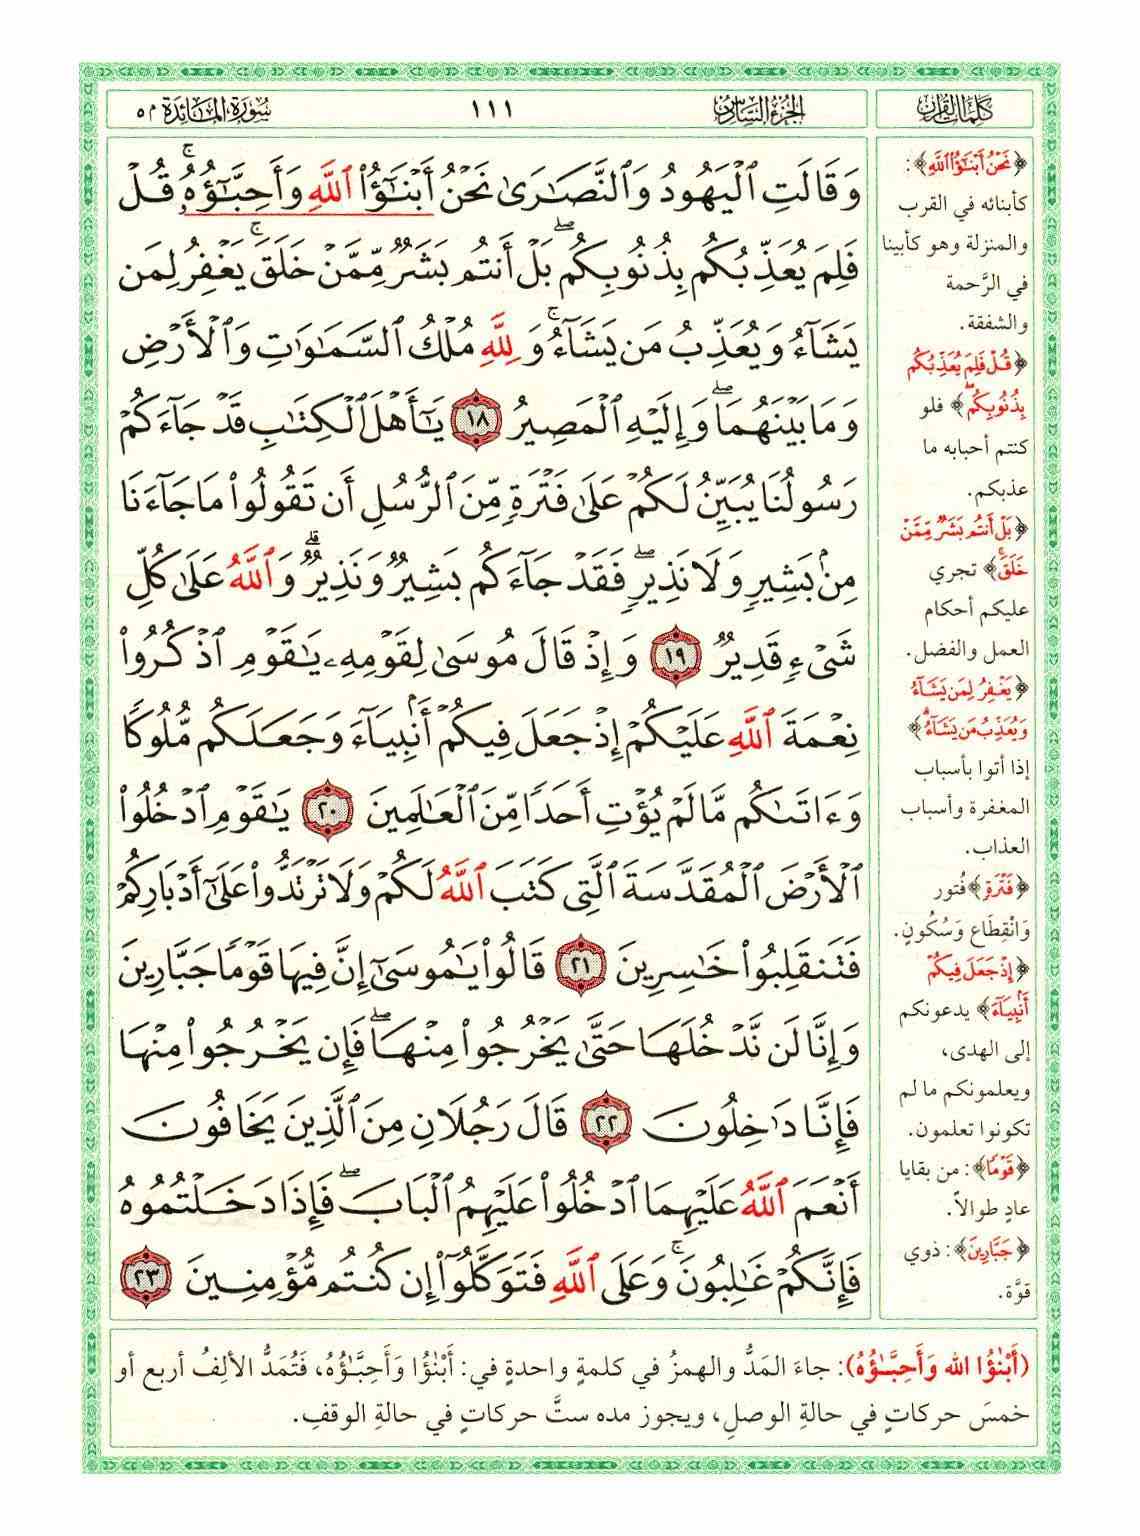 كلمات القرآن
الجزء السادس
١١١
سورة المائدة ٥
وَقَالَتِ ٱلۡيَهُودُ وَٱلنَّصَٰرَىٰ نَحۡنُ أَبۡنَٰٓؤُاْ ٱللَّهِ وَأَحِبَّٰٓؤُهُۥۚ قُلۡ
فَلِمَ يُعَذِّبُكُم بِذُنُوبِكُمۖ بَلۡ أَنتُم بَشَرٞ مِّمَّنۡ خَلَقَۚ يَغۡفِرُ لِمَن
يَشَآءُ وَيُعَذِّبُ مَن يَشَآءُۚ وَلِلَّهِ مُلۡكُ ٱلسَّمَٰوَٰتِ وَٱلۡأَرۡضِ
وَمَا بَيۡنَهُمَاۖ وَإِلَيۡهِ ٱلۡمَصِيرُ ١٨ يَٰٓأَهۡلَ ٱلۡكِتَٰبِ قَدۡ جَآءَكُمۡ
رَسُولُنَا يُبَيِّنُ لَكُمۡ عَلَىٰ فَتۡرَةٖ مِّنَ ٱلرُّسُلِ أَن تَقُولُواْ مَا جَآءَنَا
مِنۢ بَشِيرٖ وَلَا نَذِيرٖۖ فَقَدۡ جَآءَكُم بَشِيرٞ وَنَذِيرٞۗ وَٱللَّهُ عَلَىٰ كُلِّ
شَيۡءٖ قَدِيرٞ ١٩ وَإِذۡ قَالَ مُوسَىٰ لِقَوۡمِهِۦ يَٰقَوۡمِ ٱذۡكُرُواْ
نِعۡمَةَ ٱللَّهِ عَلَيۡكُمۡ إِذۡ جَعَلَ فِيكُمۡ أَنۢبِيَآءَ وَجَعَلَكُم مُّلُوكٗا
وَءَاتَىٰكُم مَّا لَمۡ يُؤۡتِ أَحَدٗا مِّنَ ٱلۡعَٰلَمِينَ ٢٠ يَٰقَوۡمِ ٱدۡخُلُواْ
ٱلۡأَرۡضَ ٱلۡمُقَدَّسَةَ ٱلَّتِي كَتَبَ ٱللَّهُ لَكُمۡ وَلَا تَرۡتَدُّواْ عَلَىٰٓ أَدۡبَارِكُمۡ
فَتَنقَلِبُواْ خَٰسِرِينَ ٢١ قَالُواْ يَٰمُوسَىٰٓ إِنَّ فِيهَا قَوۡمٗا جَبَّارِينَ
وَإِنَّا لَن نَّدۡخُلَهَا حَتَّىٰ يَخۡرُجُواْ مِنۡهَاۖ فَإِن يَخۡرُجُواْ مِنۡهَا
فَإِنَّا دَٰخِلُونَ ٢٢ قَالَ رَجُلَانِ مِنَ ٱلَّذِينَ يَخَافُونَ
أَنۡعَمَ ٱللَّهُ عَلَيۡهِمَا ٱدۡخُلُواْ عَلَيۡهِمُ ٱلۡبَابَۖ فَإِذَا دَخَلۡتُمُوهُ
فَإِنَّكُمۡ غَٰلِبُونَۚ وَعَلَى ٱللَّهِ فَتَوَكَّلُوٓاْ إِن كُنتُم مُّؤۡمِنِينَ ٢٣
﴿نَحۡنُ أَبۡنَٰٓؤُاْ ٱللَّهِ﴾:
كأبنائه في القرب
والمنزلة وهو كأبينا
في الرَّحمة
والشفقة.
﴿قُلۡ فَلِمَ يُعَذِّبُكُم
بِذُنُوبِكُمۖ﴾ فلو
كنتم أحبابه ما
عذبكم.
﴿بَلۡ أَنتُم بَشَرٞ مِّمَّنۡ
خَلَقَۚ﴾ تجري
عليكم أحكام
العمل والفضل.
﴿يَغۡفِرُ لِمَن يَشَآءُ
وَيُعَذِّبُ مَن يَشَآءُۚ﴾
إذا أتوا بأسباب
المغفرة وأسباب
العذاب.
﴿فَتۡرَةٖ﴾ فُتور
وَانْقِطَاع وَسُكُونٍ.
﴿إِذۡ جَعَلَ فِيكُمۡ
أَنۢبِيَآءَ﴾ يدعونكم
إلى الهدى،
ويعلمونكم ما لم
تكونوا تعلمون.
﴿قَوۡمٗا﴾: من بقايا
عادٍ طوالاً.
﴿جَبَّارِينَ﴾: ذوي
قوَّة.
(أَبْنَٰؤُا الله وَأَحِبَّٰؤُهُ): جاءَ المَدُّ والهمزُ في كلمةٍ واحدةٍ في: أَبْنَٰؤُا وَأَحِبَّٰؤُهُ، فَتُمَدُّ الألِفُ أربع أو
خمسَ حركاتٍ في حالةِ الوصلِ، ويجوز مده ستَّ حركاتٍ في حالةِ الوقفِ.